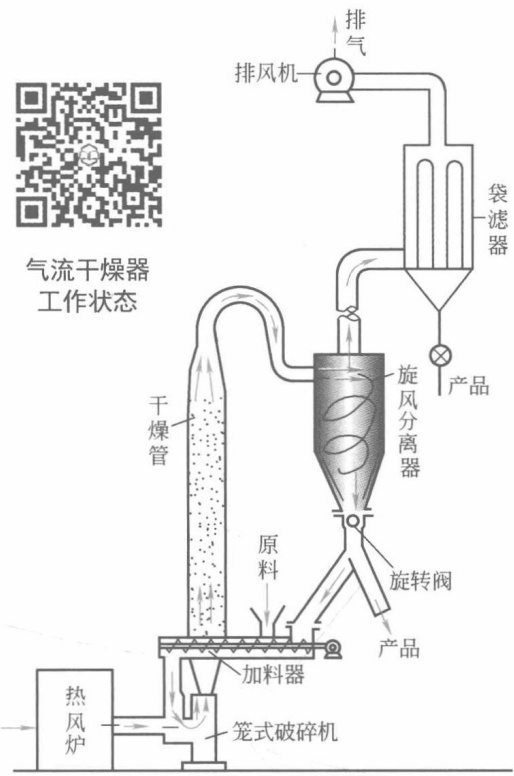 排气
排风机
袋滤器
气流干燥器
工作状态
产品
旋风分离器
干燥管
原料
旋转阀
产品
加料器
热风炉
笼式破碎机